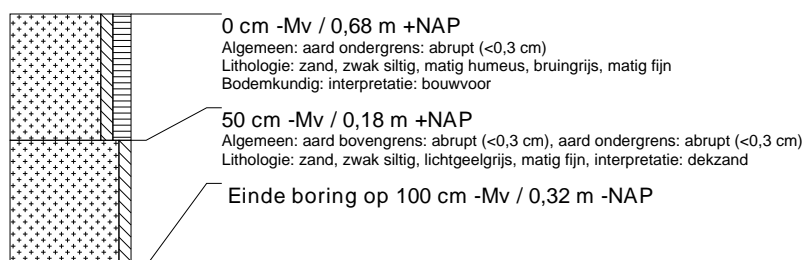 0 cm -Mv / 0,68 m +NAP
Algemeen: aard ondergrens: abrupt (<0,3 cm)
Lithologie: zand, zwak siltig, matig humeus, bruingrijs, matig fijn
Bodemkundig: interpretatie: bouwvoor
50 cm -Mv / 0,18 m +NAP
Algemeen: aard bovengrens: abrupt (<0,3 cm), aard ondergrens: abrupt (<0,3 cm)
Lithologie: zand, zwak siltig, lichtgeelgrijs, matig fijn, interpretatie: dekzand
Einde boring op 100 cm -Mv / 0,32 m -NAP